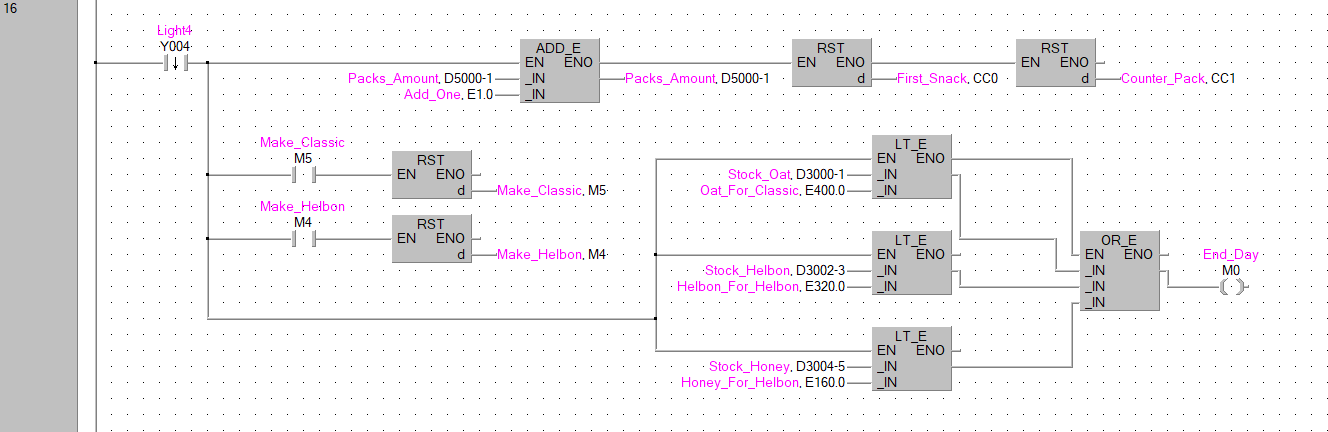 16
Light4
Y004
ADD_E
EN ENO
Packs_Amount, D5000-1 _IN Packs_Amount, D5000-1
Add_One, E1.0 _IN
RST
EN ENO
d First_Snack, CC0
RST
EN ENO
d Counter_Pack, CC1
Make_Classic
M5
RST
EN ENO
d Make_Classic, M5
Make_Helbon
M4
RST
EN ENO
d Make_Helbon, M4
LT_E
EN ENO
Stock_Oat, D3000-1 _IN
Oat_For_Classic, E400.0 _IN
LT_E
EN ENO
Stock_Helbon, D3002-3 _IN
Helbon_For_Helbon, E320.0 _IN
LT_E
EN ENO
Stock_Honey, D3004-5 _IN
Honey_For_Helbon, E160.0 _IN
OR_E
EN ENO
_IN
_IN
_IN
End_Day
M0